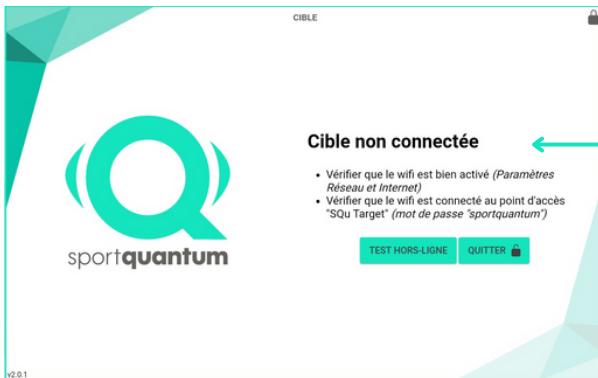 CIBLE
Cible non connectée
• Vérifier que le wifi est bien activé (Paramètres
Réseau et Internet)
• Vérifier que le wifi est connecté au point d'accès
"SQu Target" (mot de passe "sportquantum")
TEST HORS-LIGNE QUITTER
sportquantum
v2.0.1